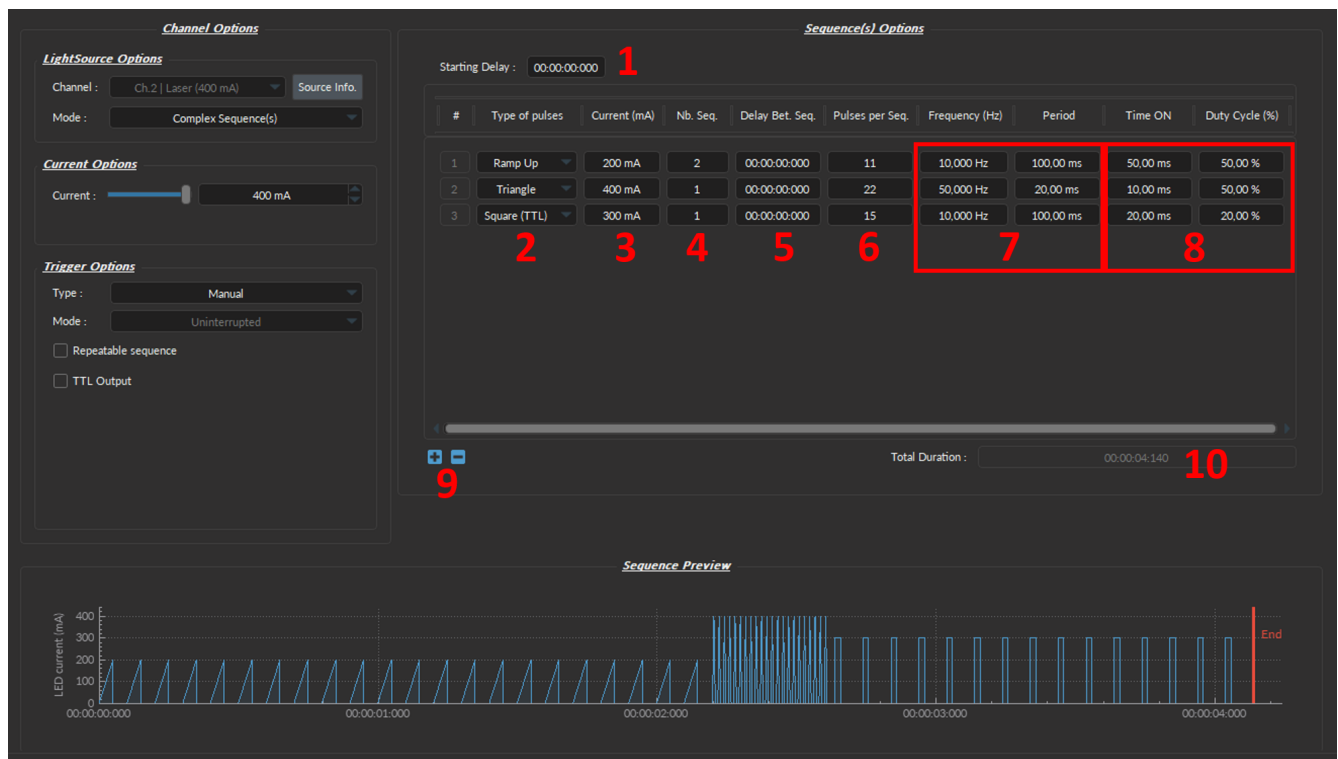 Channel Options
LightSource Options
Channel : Ch.2 | Laser (400 mA) Source Info.
Mode : Complex Sequence(s)
Current Options
Current : 400 mA
Trigger Options
Type : Manual
Mode : Uninterrupted
Repeatable sequence
TTL Output
Sequence(s) Options
Starting Delay : 00:00:00:000 1
# Type of pulses Current (mA) Nb. Seq. Delay Bet. Seq. Pulses per Seq. Frequency (Hz) Period Time ON Duty Cycle (%)
1 Ramp Up 200 mA 2 00:00:00:000 11 10,000 Hz 100,00 ms 50,00 ms 50,00 %
2 Triangle 400 mA 1 00:00:00:000 22 50,000 Hz 20,00 ms 10,00 ms 50,00 %
3 Square (TTL) 300 mA 1 00:00:00:000 15 10,000 Hz 100,00 ms 20,00 ms 20,00 %
2 3 4 5 6 7 8
Total Duration : 00:00:04:140 10
9
Sequence Preview
LED current (mA)
400
300
200
100
0
End
00:00:00:000 00:00:01:000 00:00:02:000 00:00:03:000 00:00:04:000